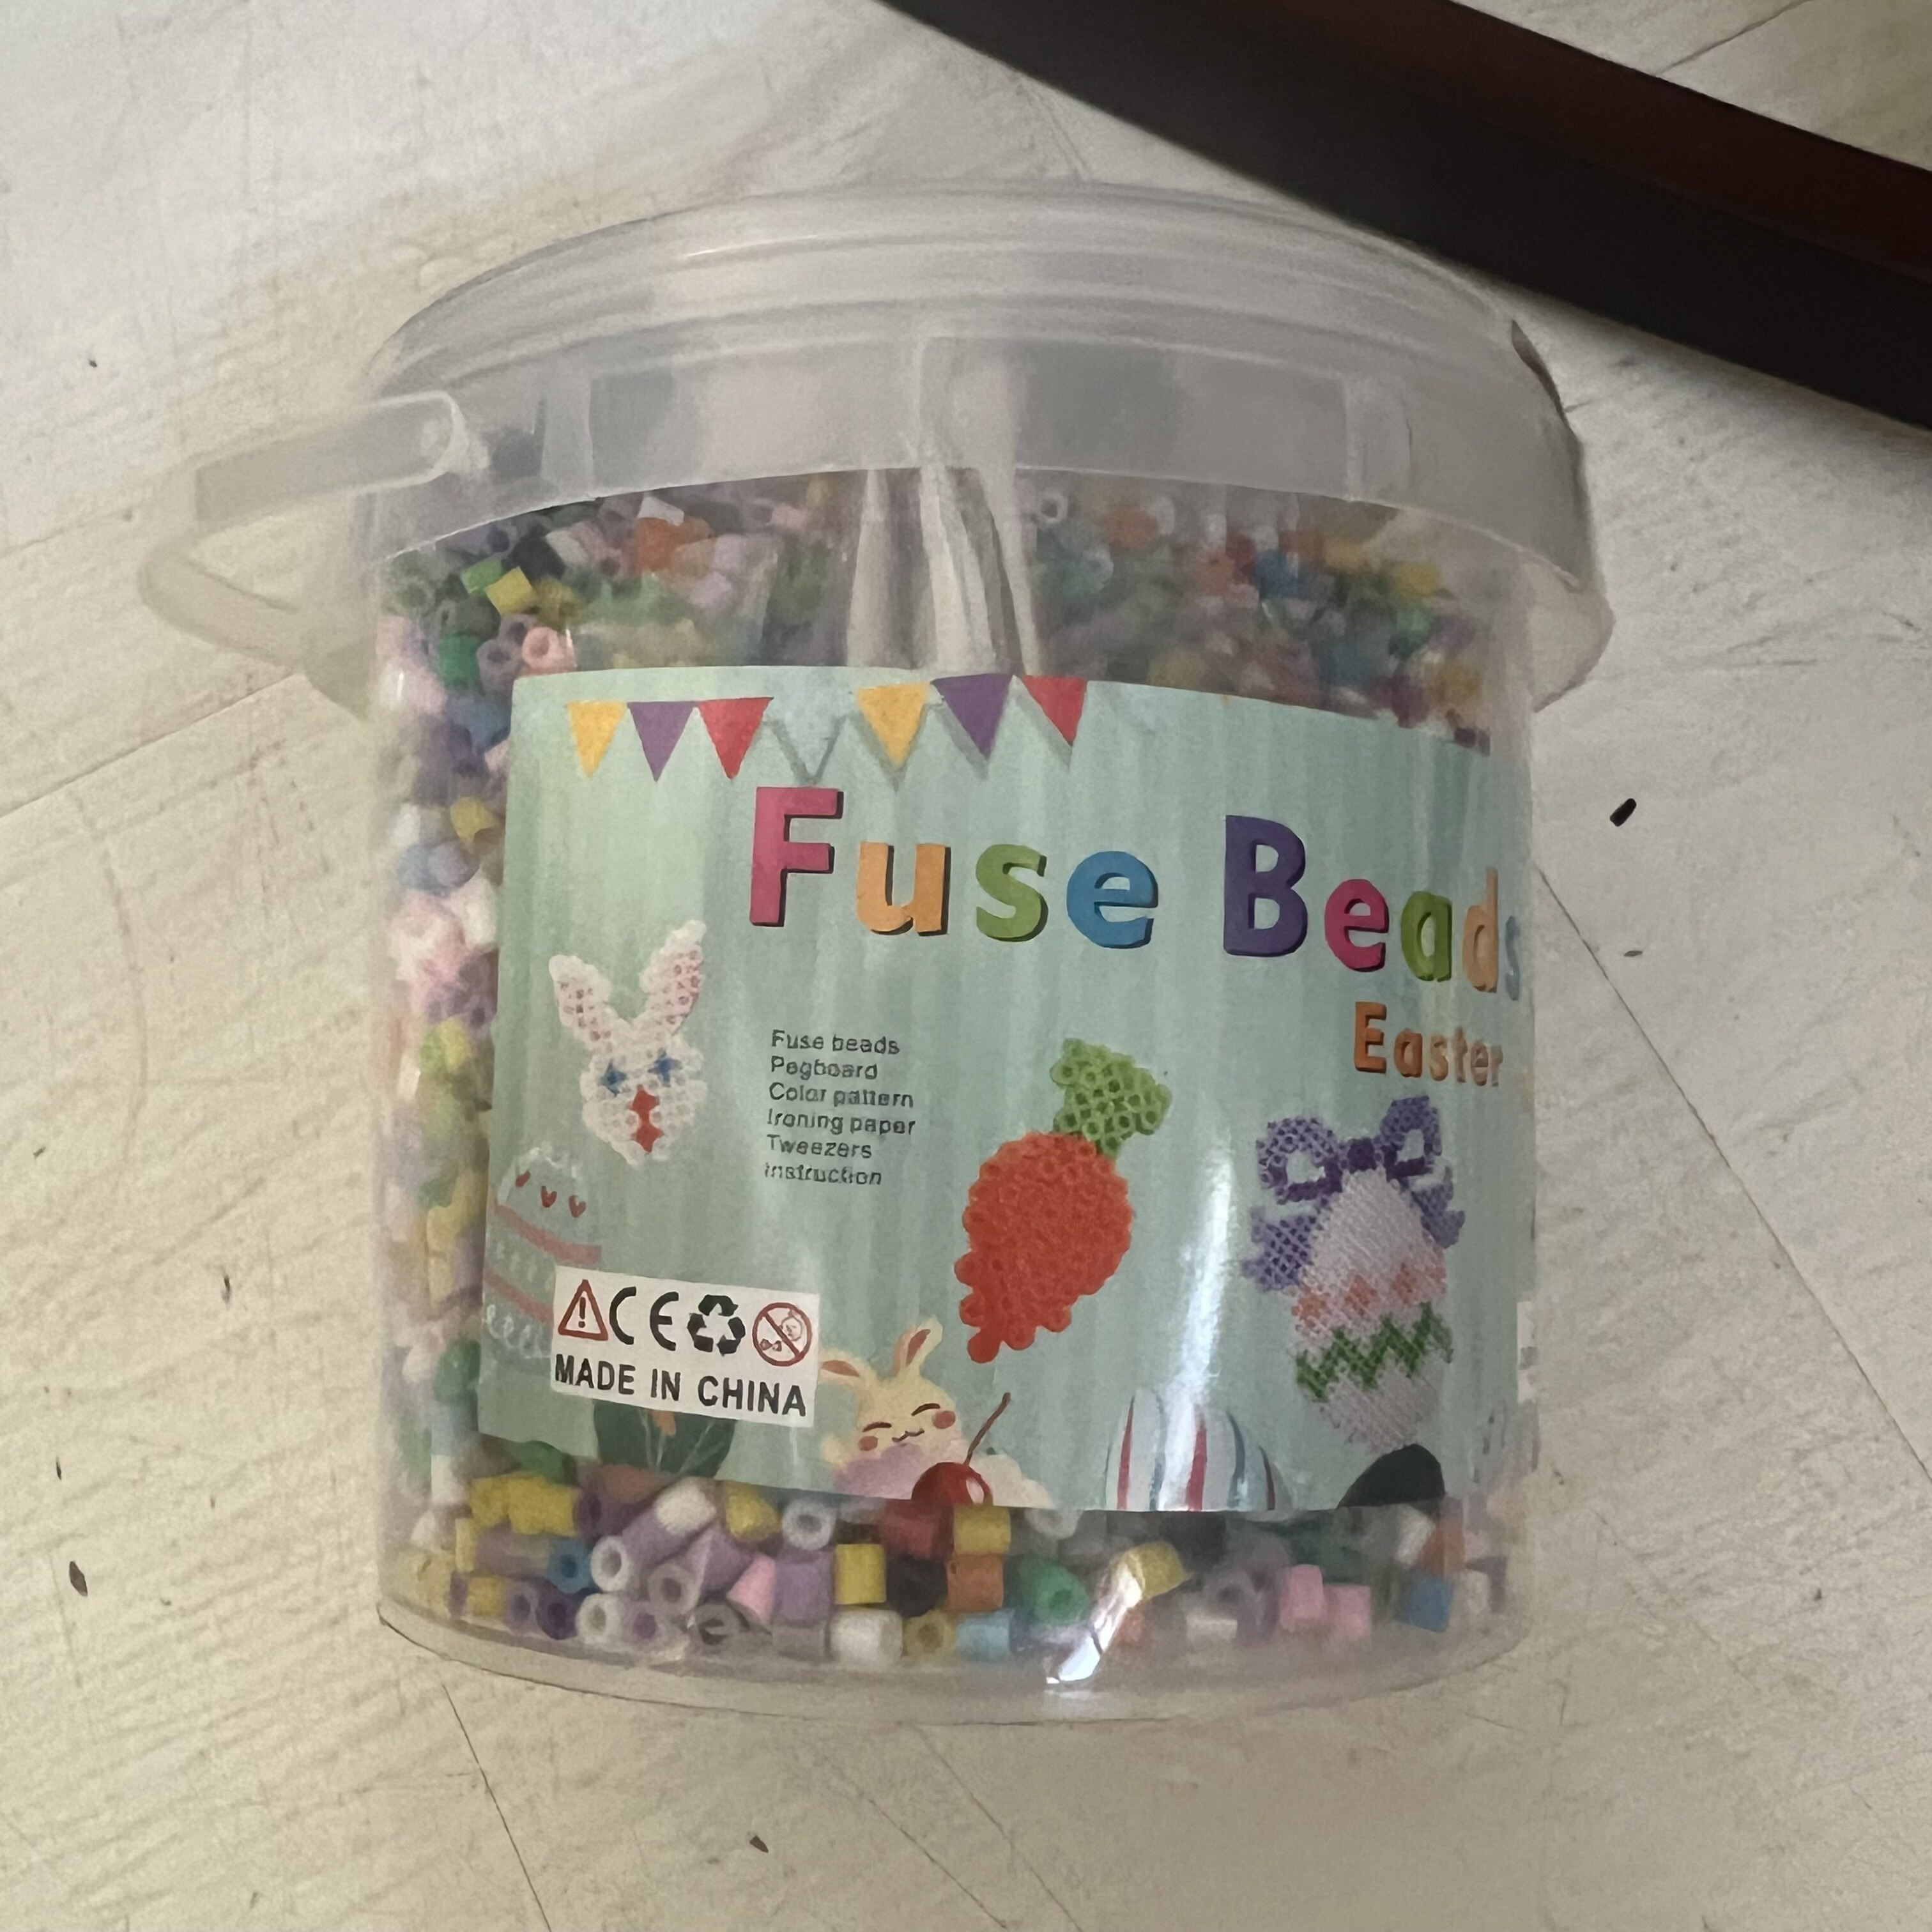 Fuse Beads
Easter
Fuse beads
Pegboard
Color pattern
Ironing paper
Tweezers
instruction
CE
MADE IN CHINA